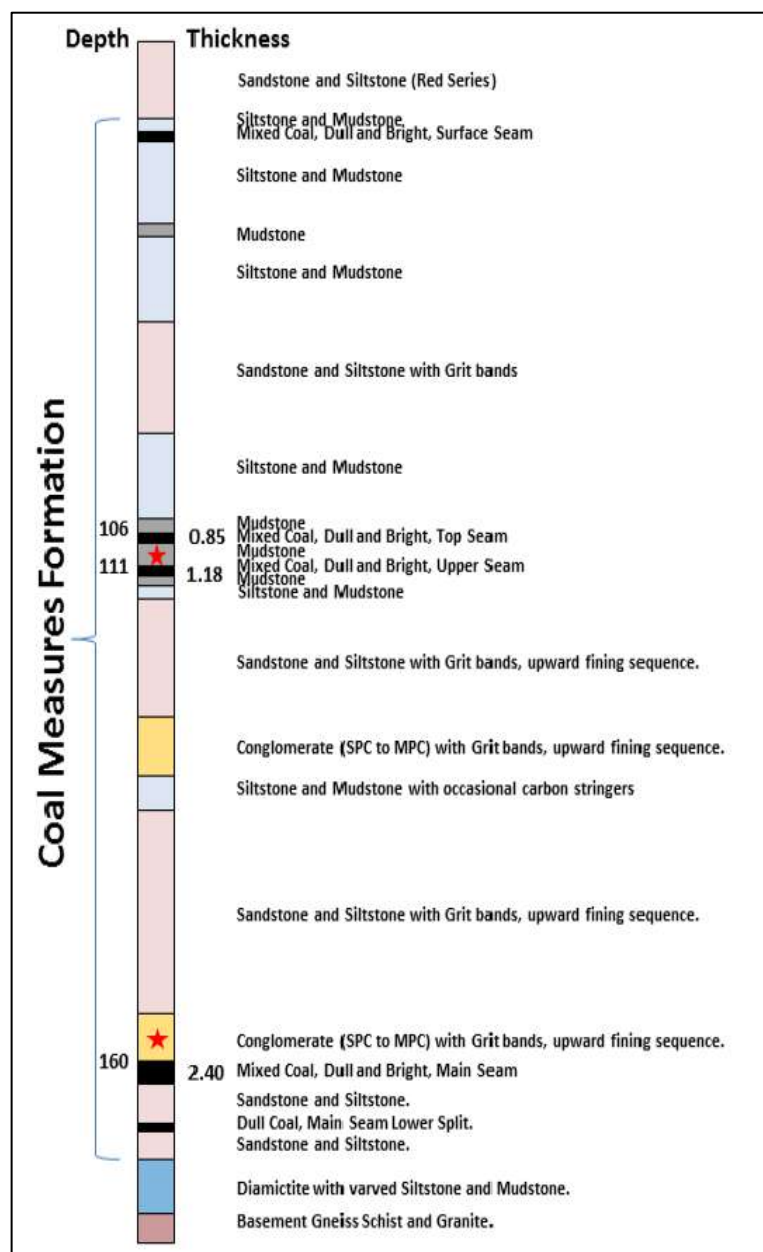 Depth Thickness
Sandstone and Siltstone (Red Series)
Siltstone and Mudstone
Mixed Coal, Dull and Bright, Surface Seam
Siltstone and Mudstone
Mudstone
Siltstone and Mudstone
Sandstone and Siltstone with Grit bands
Siltstone and Mudstone
Coal Measures Formation
Mudstone
106 0.85 Mixed Coal, Dull and Bright, Top Seam
Mudstone
111 1.18 Mixed Coal, Dull and Bright, Upper Seam
Mudstone
Siltstone and Mudstone
Sandstone and Siltstone with Grit bands, upward fining sequence.
Conglomerate (SPC to MPC) with Grit bands, upward fining sequence.
Siltstone and Mudstone with occasional carbon stringers
Sandstone and Siltstone with Grit bands, upward fining sequence.
Conglomerate (SPC to MPC) with Grit bands, upward fining sequence.
160 2.40 Mixed Coal, Dull and Bright, Main Seam
Sandstone and Siltstone.
Dull Coal, Main Seam Lower Split.
Sandstone and Siltstone.
Diamictite with varved Siltstone and Mudstone.
Basement Gneiss Schist and Granite.